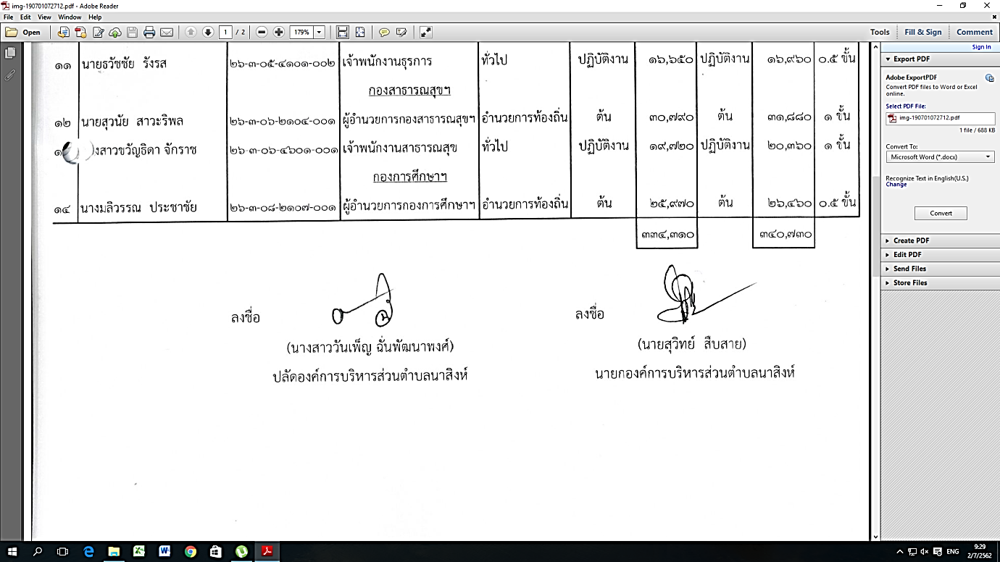 img-190701072712.pdf - Adobe Reader
File Edit View Window Help
Open 1 / 2 179% Tools Fill & Sign Comment
๑๑ นายธวัชชัย รังรส ๒๖-๓-๐๕-๔๑๐๑-๐๐๒ เจ้าพนักงานธุรการ ทั่วไป ปฏิบัติงาน ๑๖,๖๕๐ ปฏิบัติงาน ๑๖,๙๖๐ ๐.๕ ขั้น
กองสาธารณสุขฯ
๑๒ นายสุวนัย สาวะริพล ๒๖-๓-๐๖-๒๑๐๔-๐๐๑ ผู้อำนวยการกองสาธารณสุขฯ อำนวยการท้องถิ่น ต้น ๓๐,๗๙๐ ต้น ๓๑,๘๘๐ ๑ ขั้น
๑ งสาวขวัญธิดา จักราช ๒๖-๓-๐๖-๔๖๐๑-๐๐๑ เจ้าพนักงานสาธารณสุข ทั่วไป ปฏิบัติงาน ๑๙,๗๒๐ ปฏิบัติงาน ๒๐,๓๖๐ ๑ ขั้น
กองการศึกษาฯ
๑๔ นางมลิวรรณ ประชาชัย ๒๖-๓-๐๘-๒๑๐๗-๐๐๑ ผู้อำนวยการกองการศึกษาฯ อำนวยการท้องถิ่น ต้น ๒๕,๙๗๐ ต้น ๒๖,๔๖๐ ๐.๕ ขั้น
๓๓๔,๓๑๐ ๓๔๐,๗๓๐
ลงชื่อ ลงชื่อ
(นางสาววันเพ็ญ ฉั่นพัฒนาพงศ์) (นายสุวิทย์ สืบสาย)
ปลัดองค์การบริหารส่วนตำบลนาสิงห์ นายกองค์การบริหารส่วนตำบลนาสิงห์
Sign In
Export PDF
Adobe ExportPDF
Convert PDF files to Word or Excel
online.
Select PDF File:
img-190701072712.pdf
1 file / 688 KB
Convert To:
Microsoft Word (*.docx)
Recognize Text in English(U.S.)
Change
Convert
Create PDF
Edit PDF
Send Files
Store Files
ENG 9:29
2/7/2562